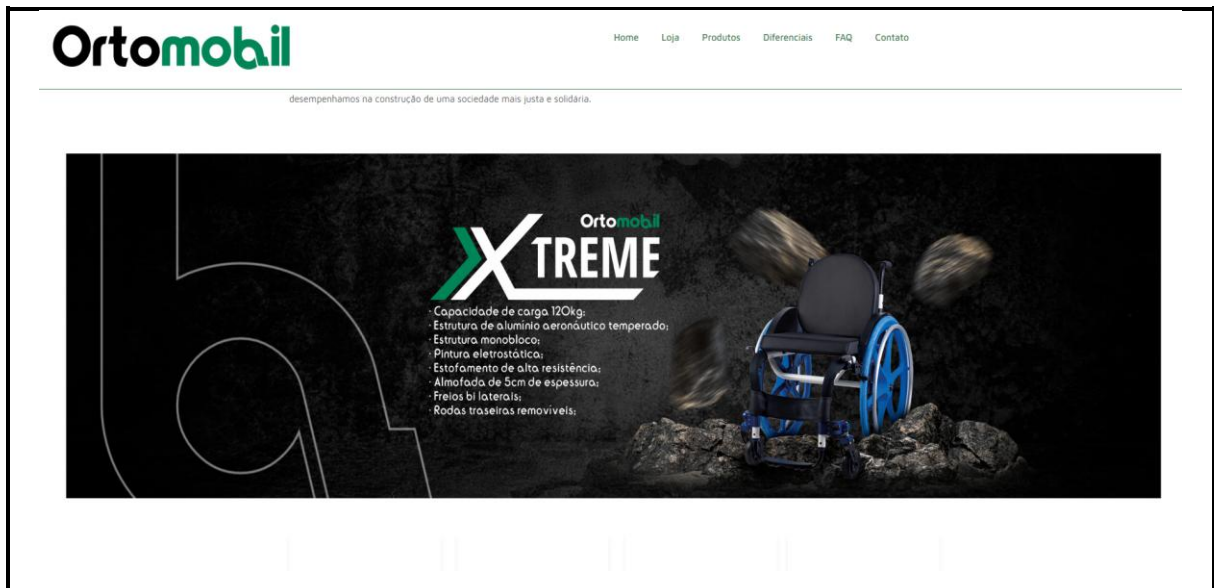 Ortomobil
Home Loja Produtos Diferenciais FAQ Contato
desempenhamos na construção de uma sociedade mais justa e solidária.
Ortomobil
XTREME
· Capacidade de carga 120kg;
· Estrutura de alumínio aeronáutico temperado;
· Estrutura monobloco;
· Pintura eletrostática;
· Estofamento de alta resistência;
· Almofada de 5cm de espessura;
· Freios bi laterais;
· Rodas traseiras removíveis;